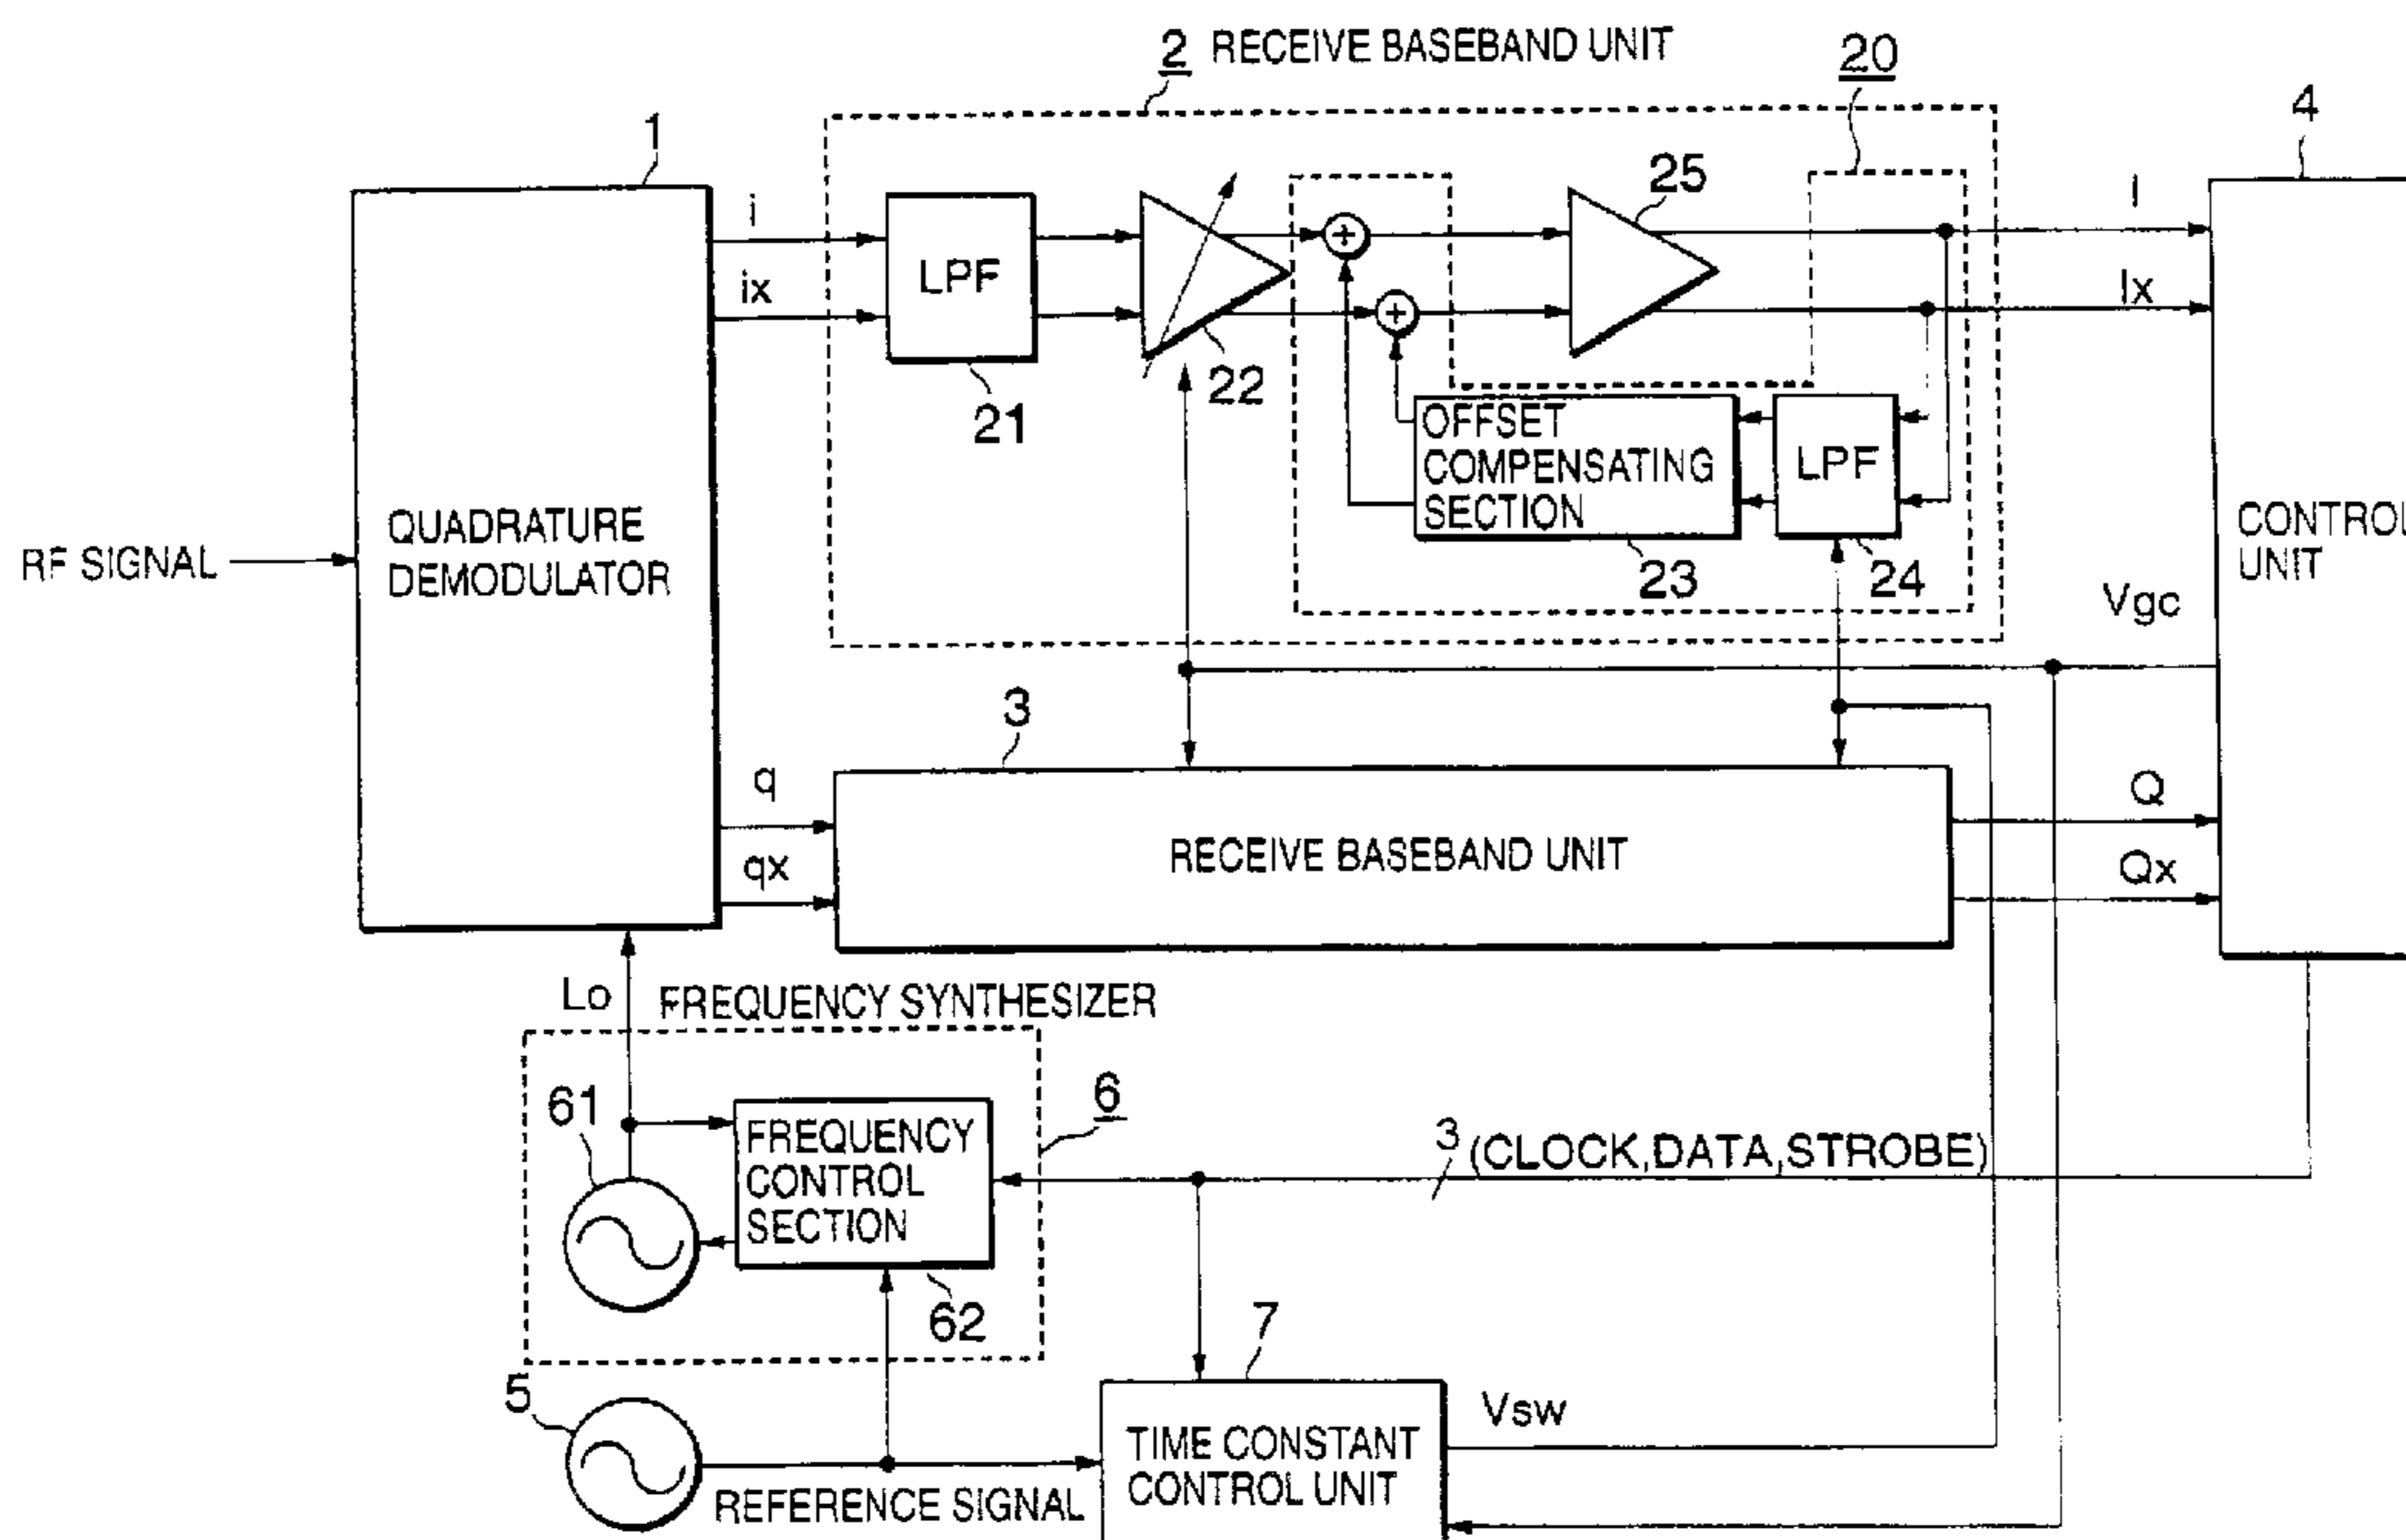 2 RECEIVE BASEBAND UNIT
20
4
1
i
ix
LPF
21
22
25
I
Ix
OFFSET
COMPENSATING
SECTION
23
LPF
24
RF SIGNAL
QUADRATURE
DEMODULATOR
CONTROL
UNIT
Vgc
3
q
qx
RECEIVE BASEBAND UNIT
Q
Qx
Lo
FREQUENCY SYNTHESIZER
61
FREQUENCY
CONTROL
SECTION
62
6
3 (CLOCK,DATA,STROBE)
5
REFERENCE SIGNAL
7
TIME CONSTANT
CONTROL UNIT
Vsw